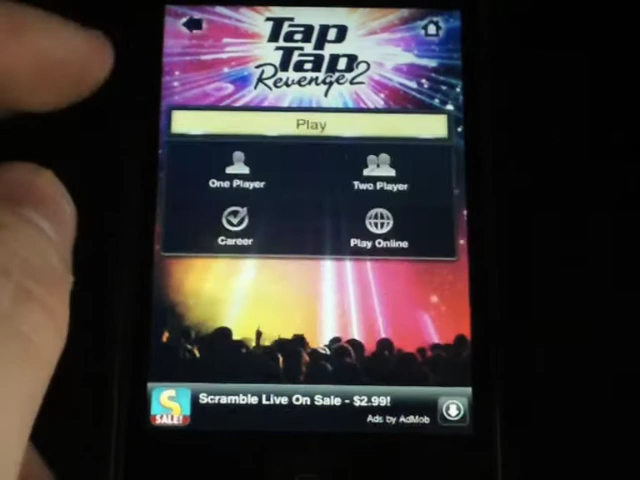 Tap
Tap
Revenge 2
Play
One Player
Two Player
Career
Play Online
S
SALE!
Scramble Live On Sale - $2.99!
Ads by AdMob